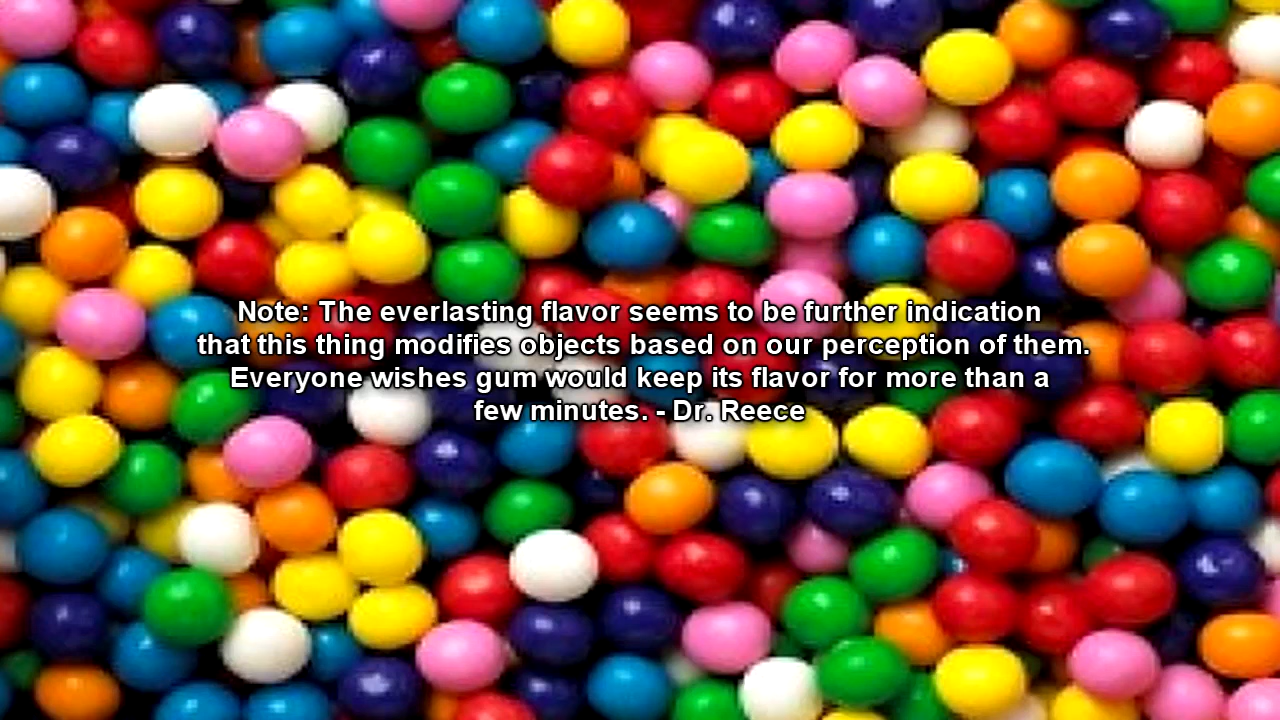 Note: The everlasting flavor seems to be further indication
that this thing modifies objects based on our perception of them.
Everyone wishes gum would keep its flavor for more than a
few minutes. - Dr. Reece